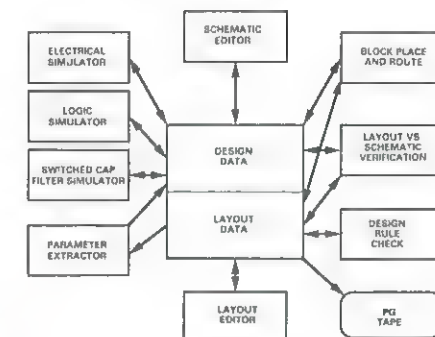 SCHEMATIC
EDITOR
ELECTRICAL
SIMULATOR
BLOCK PLACE
AND ROUTE
LOGIC
SIMULATOR
DESIGN
DATA
LAYOUT VS
SCHEMATIC
VERIFICATION
SWITCHED CAP
FILTER SIMULATOR
LAYOUT
DATA
PARAMETER
EXTRACTOR
DESIGN
RULE
CHECK
LAYOUT
EDITOR
PG
TAPE